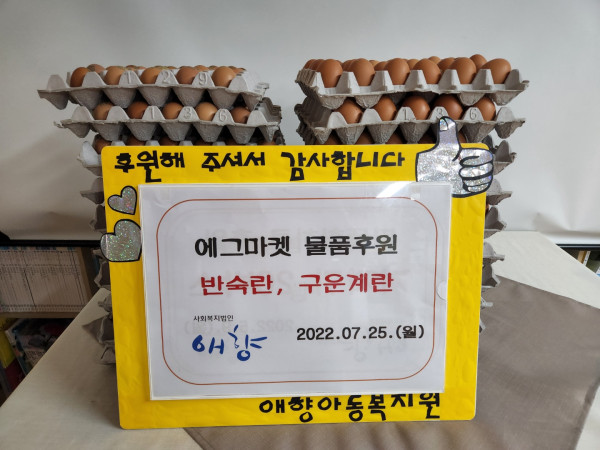 후원해 주셔서 감사합니다
에그마켓 물품후원
반숙란, 구운계란
사회복지법인
애향
2022.07.25.(월)
애향아동복지원